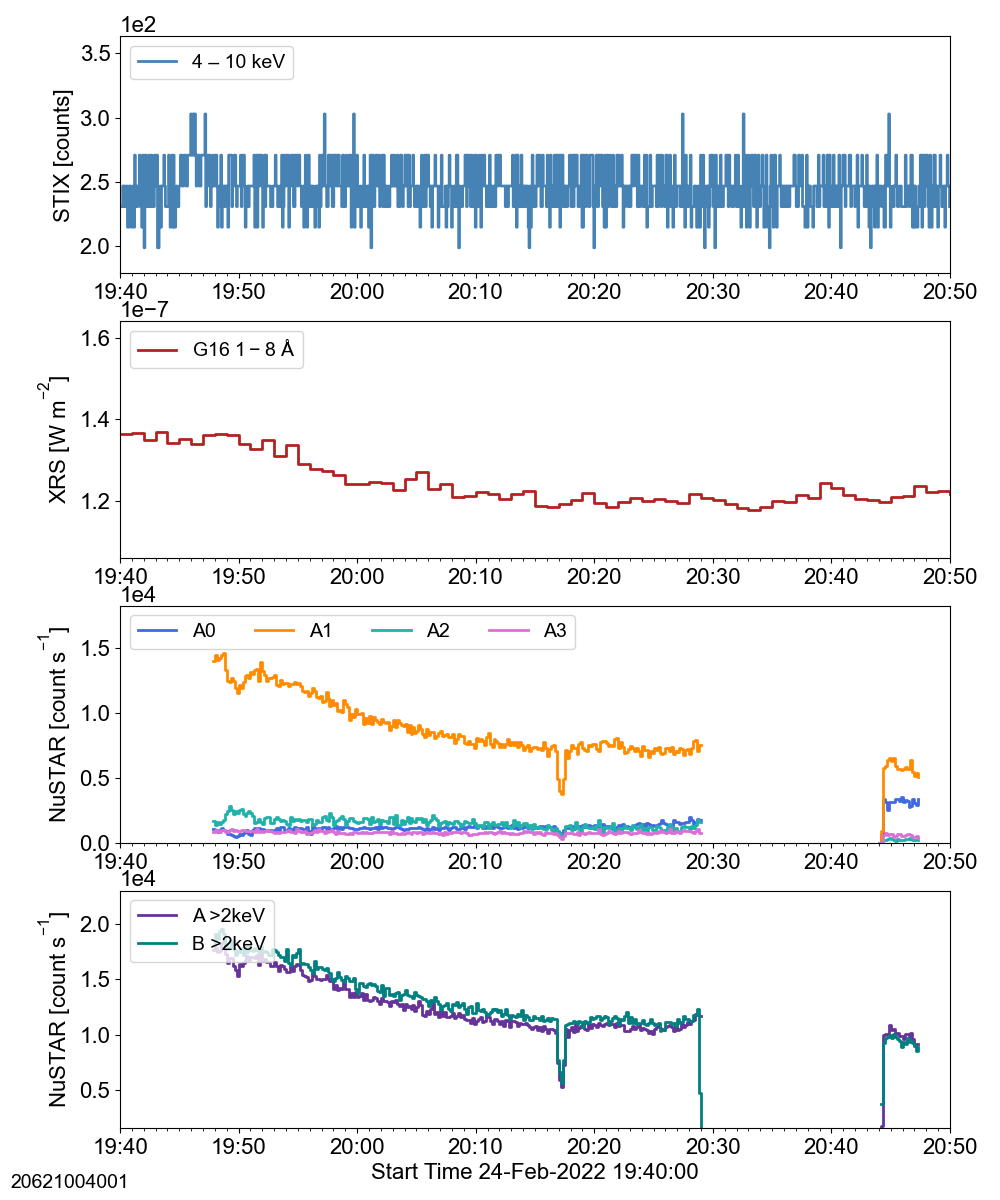 1e2
3.5
3.0
2.5
2.0
STIX [counts]
4 – 10 keV
19:40 19:50 20:00 20:10 20:20 20:30 20:40 20:50
1e−7
1.6
1.4
1.2
XRS [W m−2]
G16 1 – 8 Å
19:40 19:50 20:00 20:10 20:20 20:30 20:40 20:50
1e4
1.5
1.0
0.5
0.0
NuSTAR [count s−1]
A0 A1 A2 A3
19:40 19:50 20:00 20:10 20:20 20:30 20:40 20:50
1e4
2.0
1.5
1.0
0.5
NuSTAR [count s−1]
A >2keV
B >2keV
19:40 19:50 20:00 20:10 20:20 20:30 20:40 20:50
Start Time 24-Feb-2022 19:40:00
20621004001